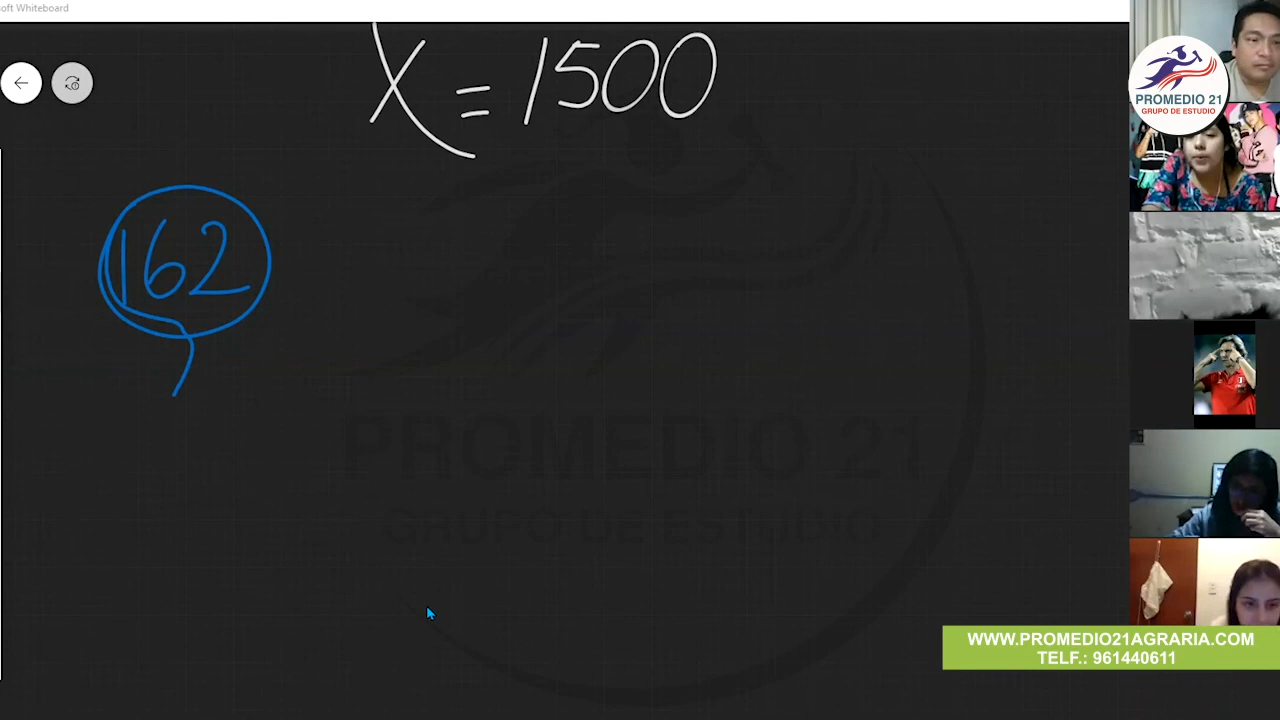 oft Whiteboard
X = 1500
162
PROMEDIO 21
GRUPO DE ESTUDIO
PROMEDIO 21
GRUPO DE ESTUDIO
WWW.PROMEDIO21AGRARIA.COM
TELF.: 961440611